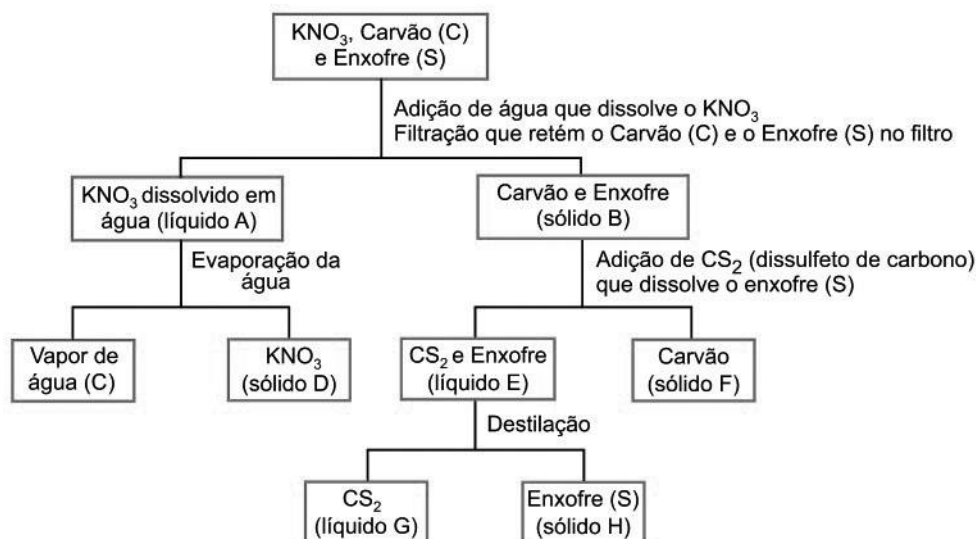 KNO₃, Carvão (C)
e Enxofre (S)
Adição de água que dissolve o KNO₃
Filtração que retém o Carvão (C) e o Enxofre (S) no filtro
KNO₃ dissolvido em
água (líquido A)
Carvão e Enxofre
(sólido B)
Evaporação da
água
Adição de CS₂ (dissulfeto de carbono)
que dissolve o enxofre (S)
Vapor de
água (C)
KNO₃
(sólido D)
CS₂ e Enxofre
(líquido E)
Carvão
(sólido F)
Destilação
CS₂
(líquido G)
Enxofre (S)
(sólido H)